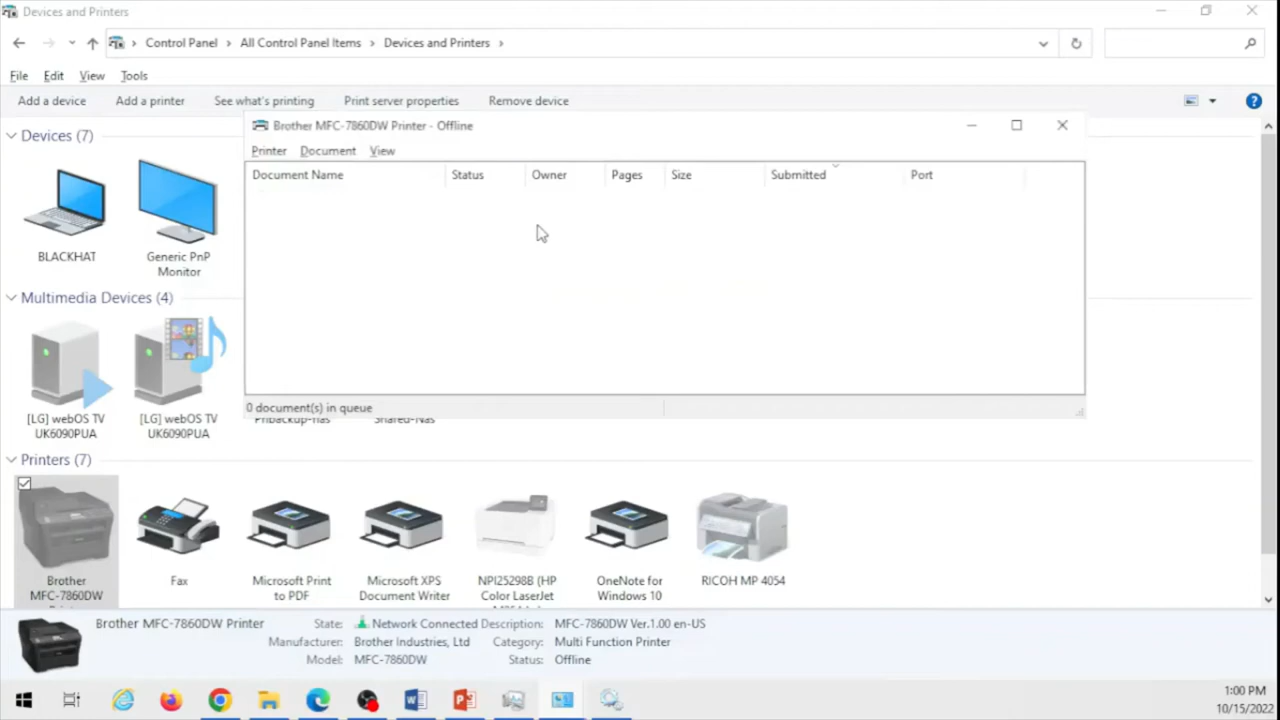 Devices and Printers
Control Panel > All Control Panel Items > Devices and Printers >
File Edit View Tools
Add a device Add a printer See what's printing Print server properties Remove device
Devices (7)
BLACKHAT
Generic PnP
Monitor
Multimedia Devices (4)
[LG] webOS TV
UK6090PUA
[LG] webOS TV
UK6090PUA
Shared-Nas
Brother MFC-7860DW Printer - Offline
Printer Document View
Document Name Status Owner Pages Size Submitted Port
0 document(s) in queue
Printers (7)
Brother
MFC-7860DW
Fax
Microsoft Print
to PDF
Microsoft XPS
Document Writer
NPI25298B (HP
Color LaserJet
OneNote for
Windows 10
RICOH MP 4054
Brother MFC-7860DW Printer
State: Network Connected
Manufacturer: Brother Industries, Ltd
Model: MFC-7860DW
Description: MFC-7860DW Ver.1.00 en-US
Category: Multi Function Printer
Status: Offline
1:00 PM
10/15/2022